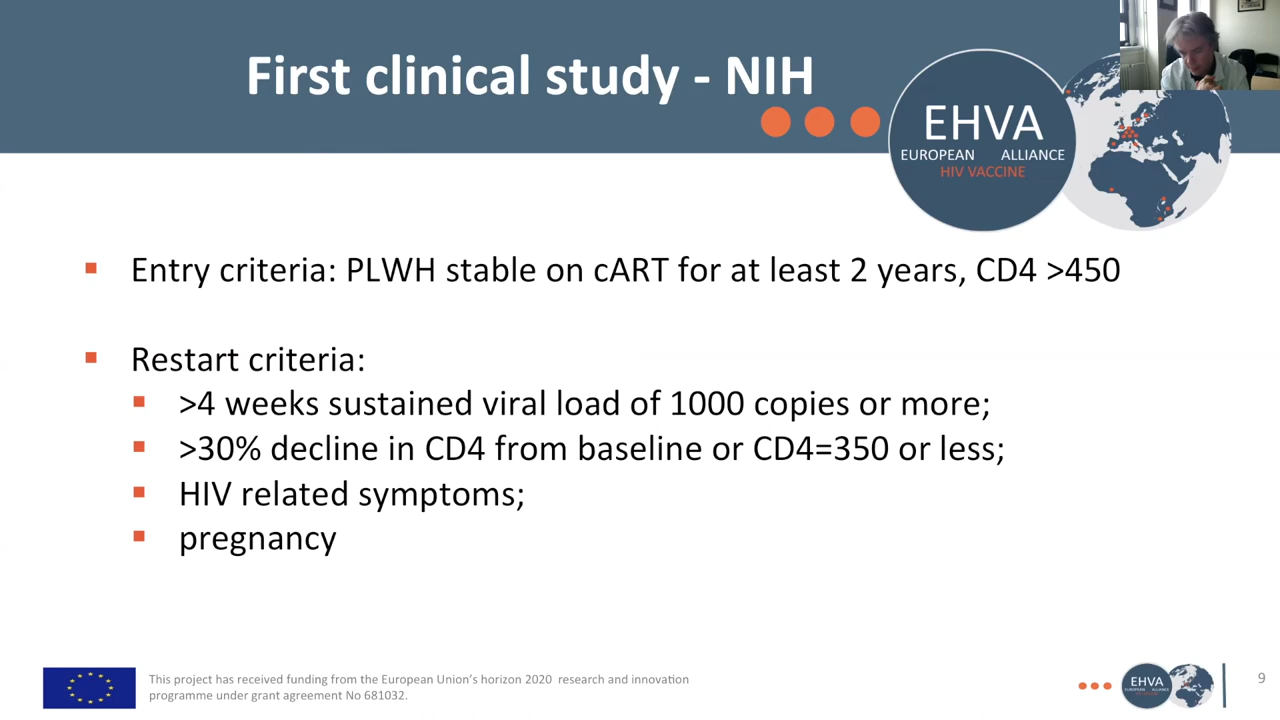 First clinical study - NIH
EHVA
EUROPEAN ALLIANCE
HIV VACCINE
Entry criteria: PLWH stable on cART for at least 2 years, CD4 >450
Restart criteria:
>4 weeks sustained viral load of 1000 copies or more;
>30% decline in CD4 from baseline or CD4=350 or less;
HIV related symptoms;
pregnancy
This project has received funding from the European Union's horizon 2020 research and innovation
programme under grant agreement No 681032.
EHVA
EUROPEAN ALLIANCE
9